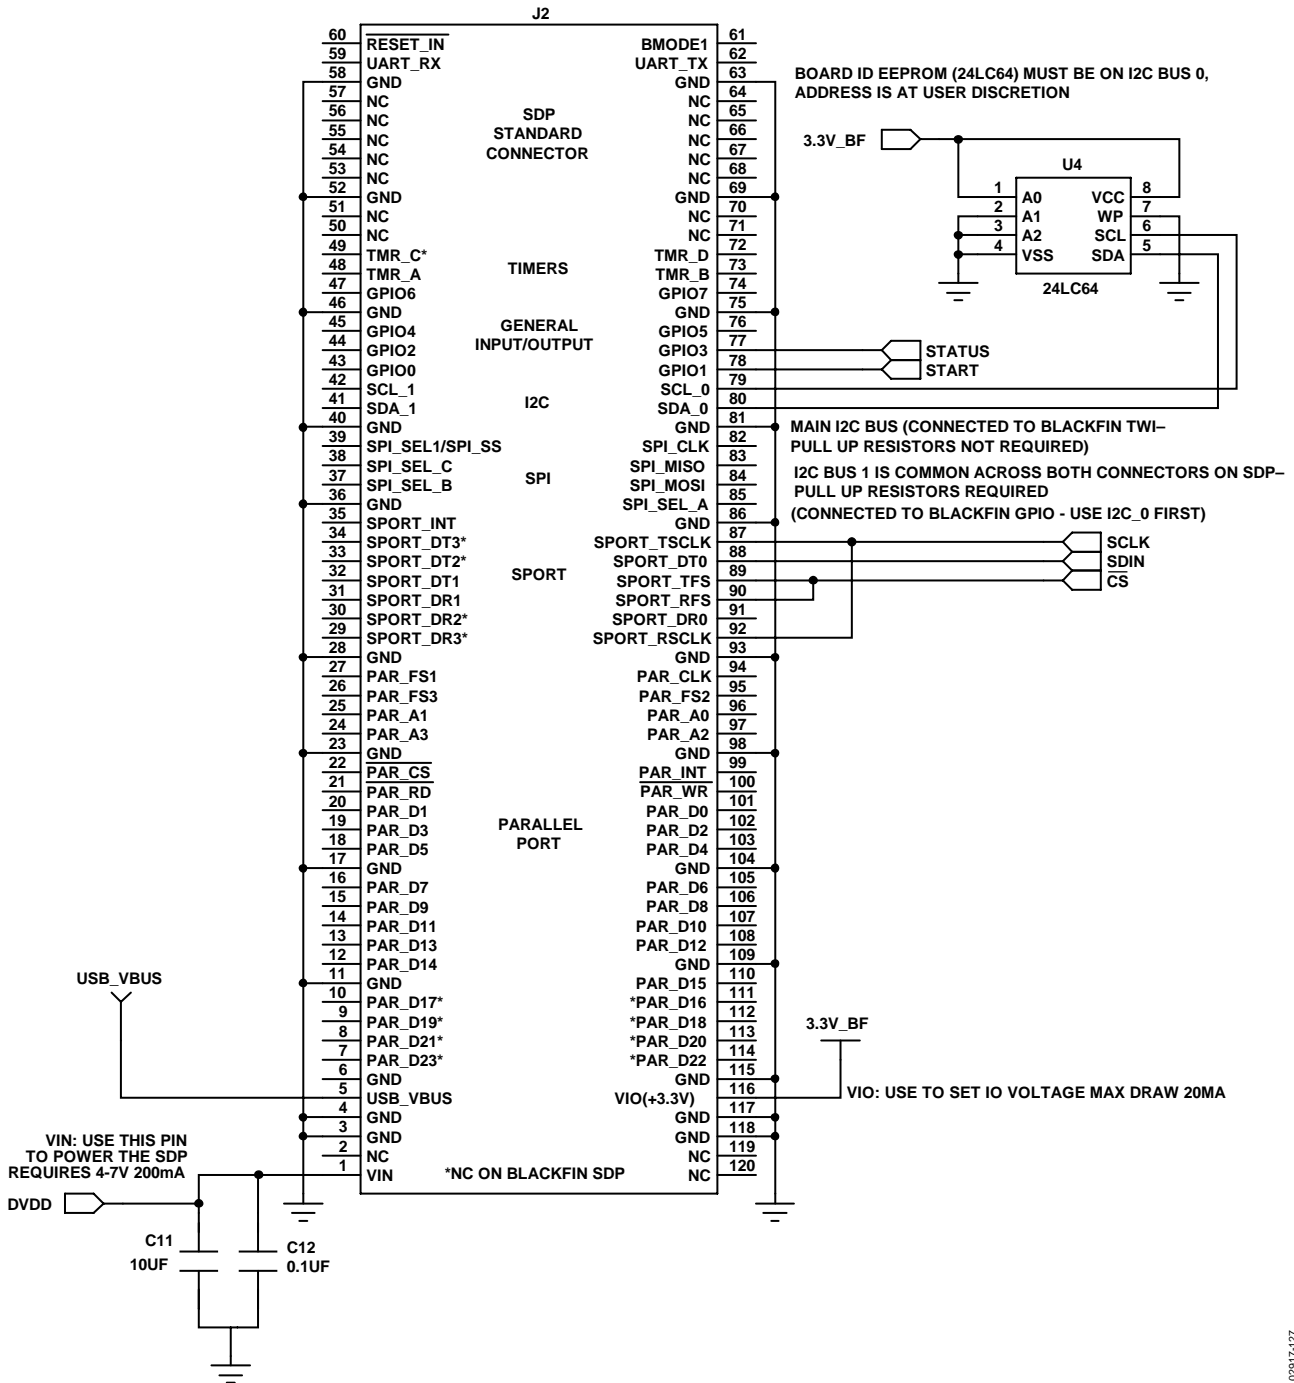 J2
60 RESET_IN BMODE1 61
59 UART_RX UART_TX 62
58 GND GND 63
57 NC NC 64
56 NC NC 65
55 NC NC 66
54 NC NC 67
53 NC NC 68
52 GND GND 69
51 NC NC 70
50 NC NC 71
49 TMR_C* TMR_D 72
48 TMR_A TMR_B 73
47 GPIO6 GPIO7 74
46 GND GND 75
45 GPIO4 GPIO5 76
44 GPIO2 GPIO3 77
43 GPIO0 GPIO1 78
42 SCL_1 SCL_0 79
41 SDA_1 SDA_0 80
40 GND GND 81
39 SPI_SEL1/SPI_SS SPI_CLK 82
38 SPI_SEL_C SPI_MISO 83
37 SPI_SEL_B SPI_MOSI 84
36 GND SPI_SEL_A 85
35 SPORT_INT GND 86
34 SPORT_DT3* SPORT_TSCLK 87
33 SPORT_DT2* SPORT_DT0 88
32 SPORT_DT1 SPORT_TFS 89
31 SPORT_DR1 SPORT_RFS 90
30 SPORT_DR2* SPORT_DR0 91
29 SPORT_DR3* SPORT_RSCLK 92
28 GND GND 93
27 PAR_FS1 PAR_CLK 94
26 PAR_FS3 PAR_FS2 95
25 PAR_A1 PAR_A0 96
24 PAR_A3 PAR_A2 97
23 GND GND 98
22 PAR_CS PAR_INT 99
21 PAR_RD PAR_WR 100
20 PAR_D1 PAR_D0 101
19 PAR_D3 PAR_D2 102
18 PAR_D5 PAR_D4 103
17 GND GND 104
16 PAR_D7 PAR_D6 105
15 PAR_D9 PAR_D8 106
14 PAR_D11 PAR_D10 107
13 PAR_D13 PAR_D12 108
12 PAR_D14 GND 109
11 GND PAR_D15 110
10 PAR_D17* *PAR_D16 111
9 PAR_D19* *PAR_D18 112
8 PAR_D21* *PAR_D20 113
7 PAR_D23* *PAR_D22 114
6 GND GND 115
5 USB_VBUS VIO(+3.3V) 116
4 GND GND 117
3 GND GND 118
2 NC NC 119
1 VIN *NC ON BLACKFIN SDP NC 120
SDP
STANDARD
CONNECTOR
TIMERS
GENERAL
INPUT/OUTPUT
I2C
SPI
SPORT
PARALLEL
PORT
BOARD ID EEPROM (24LC64) MUST BE ON I2C BUS 0,
ADDRESS IS AT USER DISCRETION
3.3V_BF
U4
1 A0 VCC 8
2 A1 WP 7
3 A2 SCL 6
4 VSS SDA 5
24LC64
STATUS
START
MAIN I2C BUS (CONNECTED TO BLACKFIN TWI–
PULL UP RESISTORS NOT REQUIRED)
I2C BUS 1 IS COMMON ACROSS BOTH CONNECTORS ON SDP–
PULL UP RESISTORS REQUIRED
(CONNECTED TO BLACKFIN GPIO - USE I2C_0 FIRST)
SCLK
SDIN
CS
USB_VBUS
3.3V_BF
VIO: USE TO SET IO VOLTAGE MAX DRAW 20MA
VIN: USE THIS PIN
TO POWER THE SDP
REQUIRES 4-7V 200mA
DVDD
C11
10UF
C12
0.1UF
02917-127